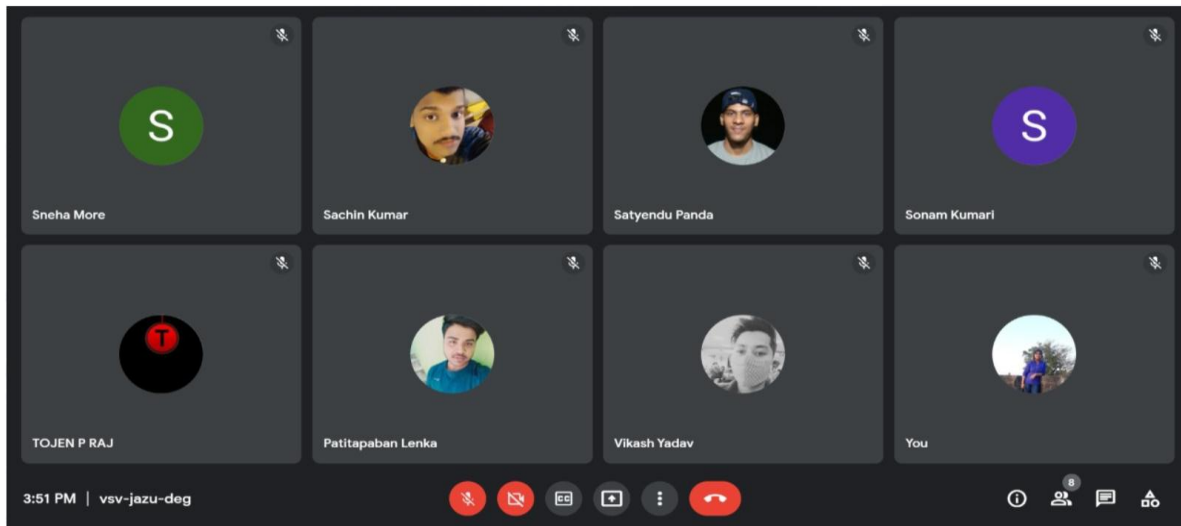 S
Sneha More
Sachin Kumar
Satyendu Panda
S
Sonam Kumari
T
TOJEN P RAJ
Patitapaban Lenka
Vikash Yadav
You
3:51 PM | vsv-jazu-deg
CC
8